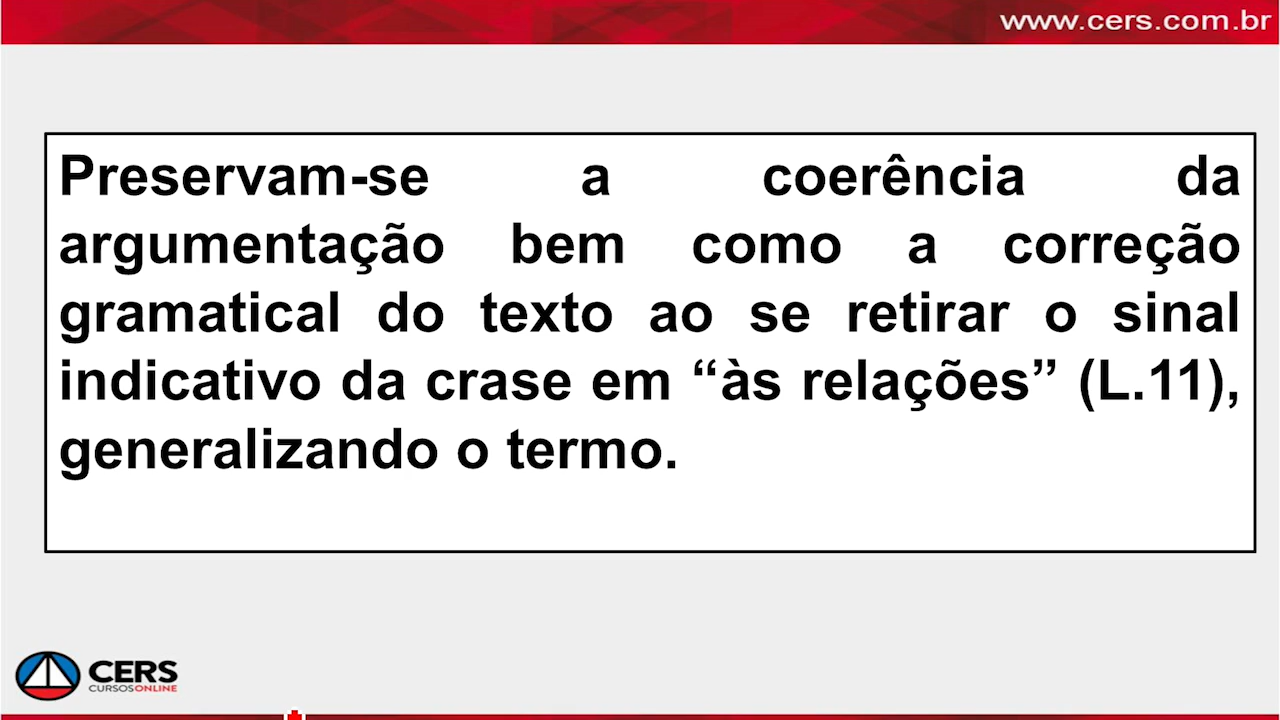 www.cers.com.br
Preservam-se a coerência da
argumentação bem como a correção
gramatical do texto ao se retirar o sinal
indicativo da crase em “às relações” (L.11),
generalizando o termo.
CERS
CURSOSONLINE